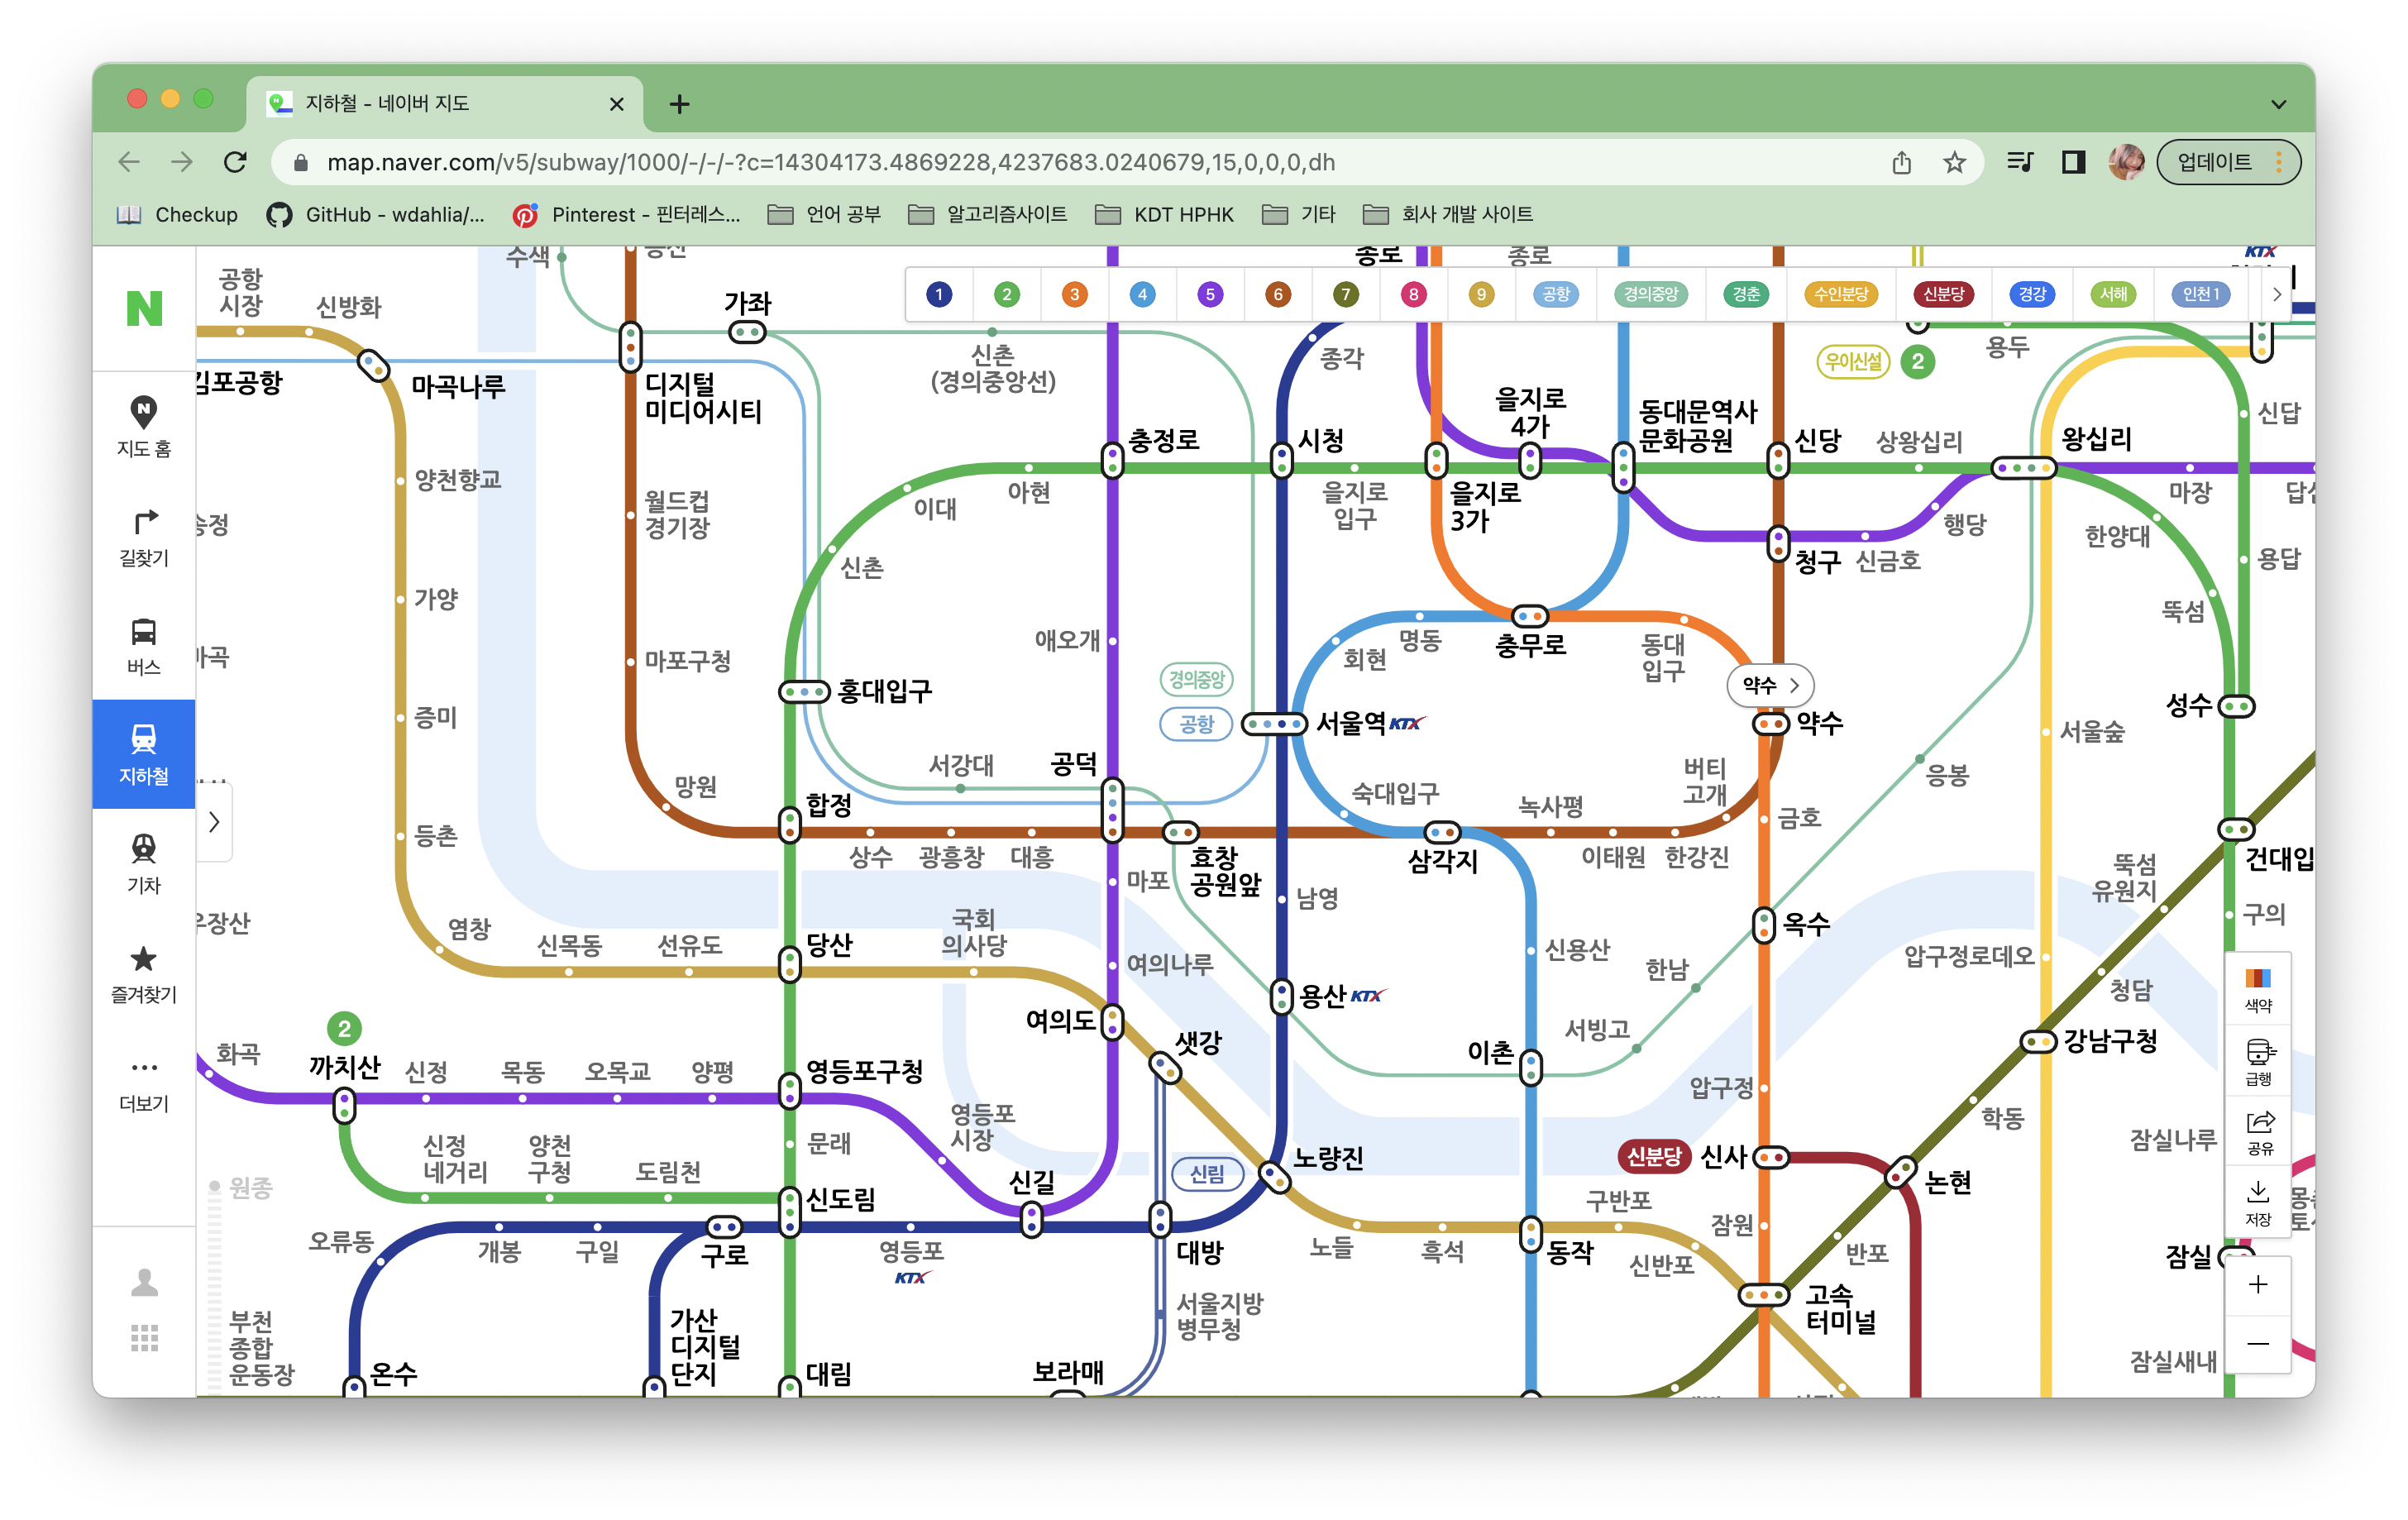 지하철 - 네이버 지도
map.naver.com/v5/subway/1000/-/-/-?c=14304173.4869228,4237683.0240679,15,0,0,0,dh
업데이트
Checkup
GitHub - wdahlia/...
Pinterest - 핀터레스...
언어 공부
알고리즘사이트
KDT HPHK
기타
회사 개발 사이트
N
지도 홈
길찾기
버스
지하철
기차
즐겨찾기
더보기
1 2 3 4 5 6 7 8 9 공항 경의중앙 경춘 수인분당 신분당 경강 서해 인천1
수색
종로
종로
KTX
공항
시장
신방화
가좌
김포공항
마곡나루
디지털
미디어시티
신촌
(경의중앙선)
종각
우이신설
2
용두
신답
을지로
4가
동대문역사
문화공원
충정로
시청
신당
상왕십리
왕십리
양천향교
월드컵
경기장
이대
아현
을지로
입구
을지로
3가
마장
행당
한양대
청구
신금호
용답
신촌
가양
뚝섬
마포구청
애오개
회현
명동
충무로
동대
입구
경의중앙
공항
약수
홍대입구
서울역
KTX
약수
성수
서울숲
증미
서강대
공덕
망원
합정
숙대입구
버티
고개
녹사평
금호
응봉
등촌
상수
광흥창
대흥
효창
공원앞
삼각지
이태원
한강진
건대입
마포
남영
뚝섬
유원지
구의
우장산
염창
신목동
선유도
당산
국회
의사당
여의나루
신용산
한남
옥수
압구정로데오
청담
색약
용산
KTX
여의도
샛강
서빙고
이촌
강남구청
급행
2
화곡
까치산
신정
목동
오목교
양평
영등포구청
압구정
학동
영등포
시장
문래
신정
네거리
양천
구청
도림천
신도림
신길
신림
노량진
신분당
신사
논현
잠실나루
공유
원종
오류동
개봉
구일
구로
영등포
KTX
대방
노들
흑석
동작
구반포
신반포
잠원
반포
잠실
저장
고속
터미널
서울지방
병무청
부천
종합
운동장
온수
가산
디지털
단지
대림
보라매
잠실새내